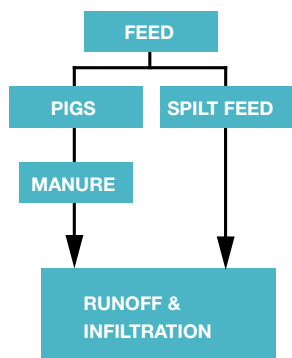 FEED
PIGS
SPILT FEED
MANURE
RUNOFF &
INFILTRATION